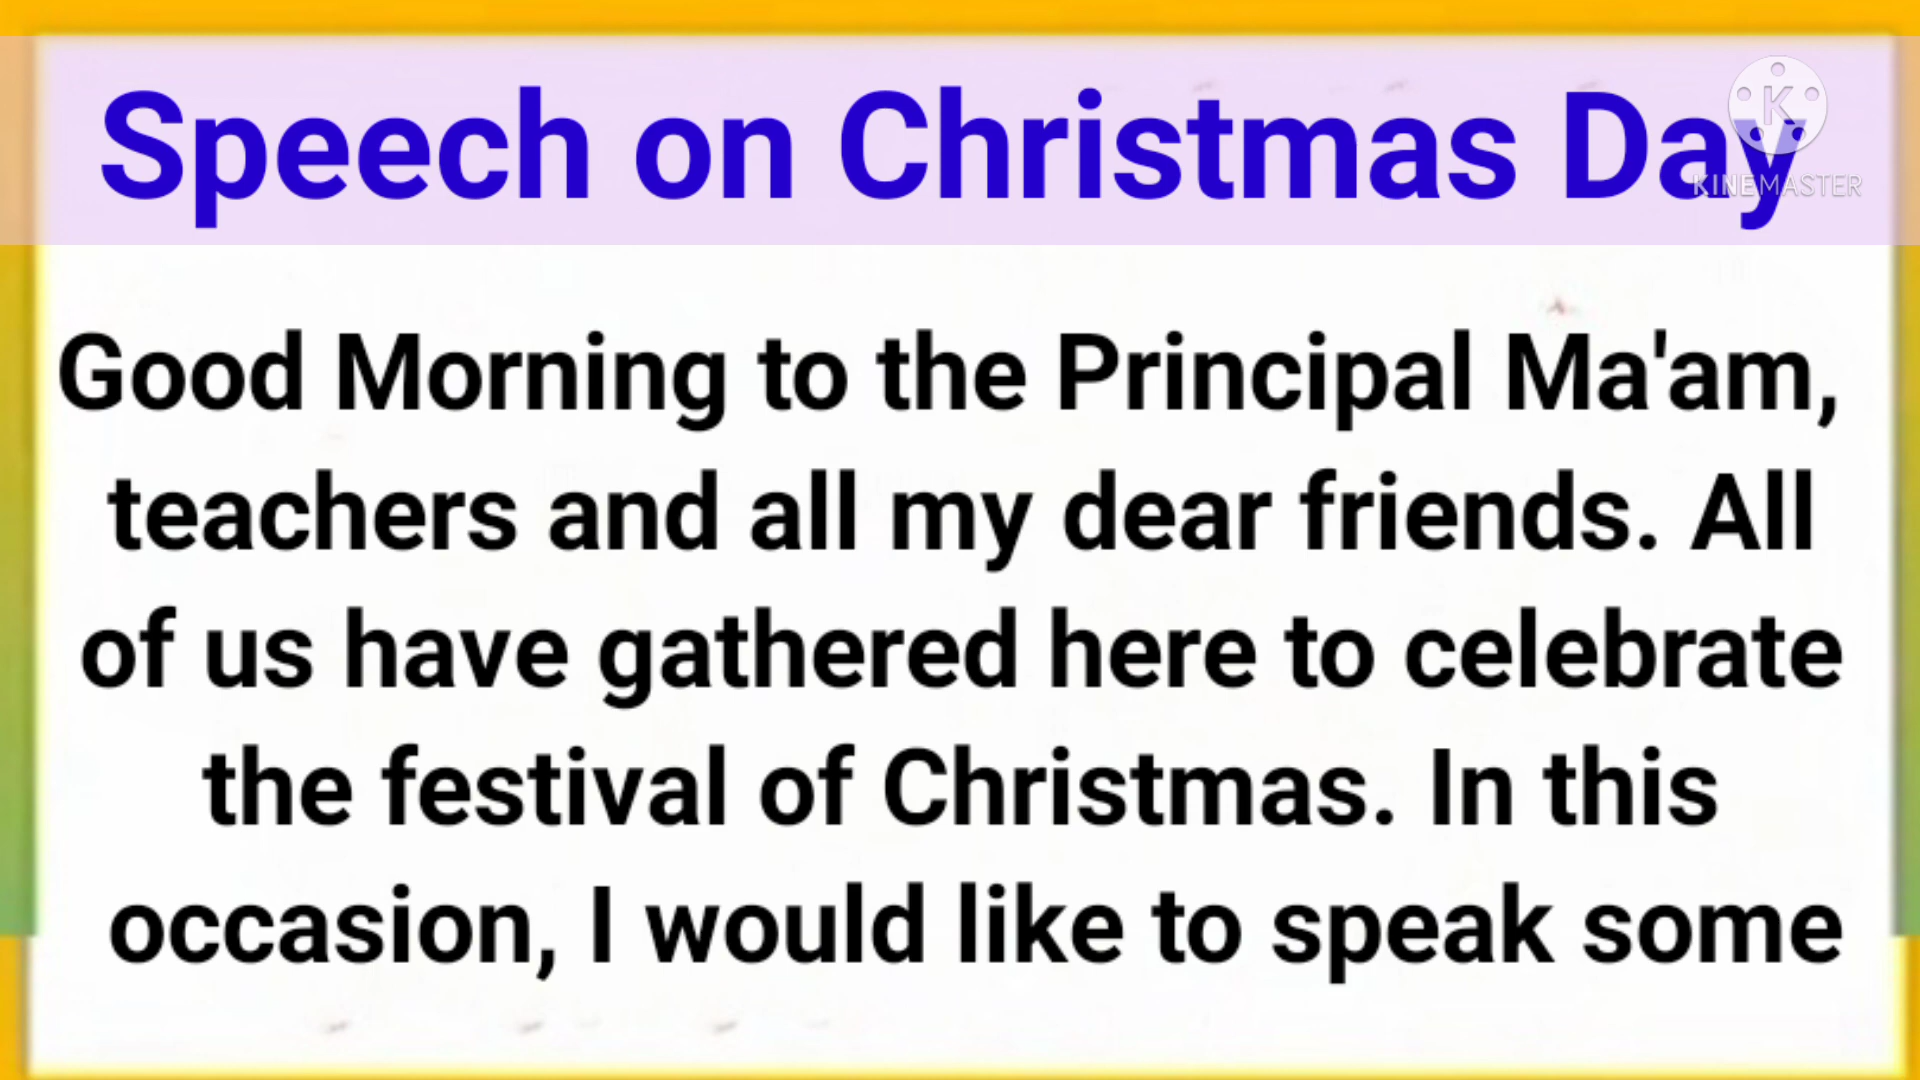 Speech on Christmas Day
K
KINEMASTER
Good Morning to the Principal Ma'am,
teachers and all my dear friends. All
of us have gathered here to celebrate
the festival of Christmas. In this
occasion, I would like to speak some